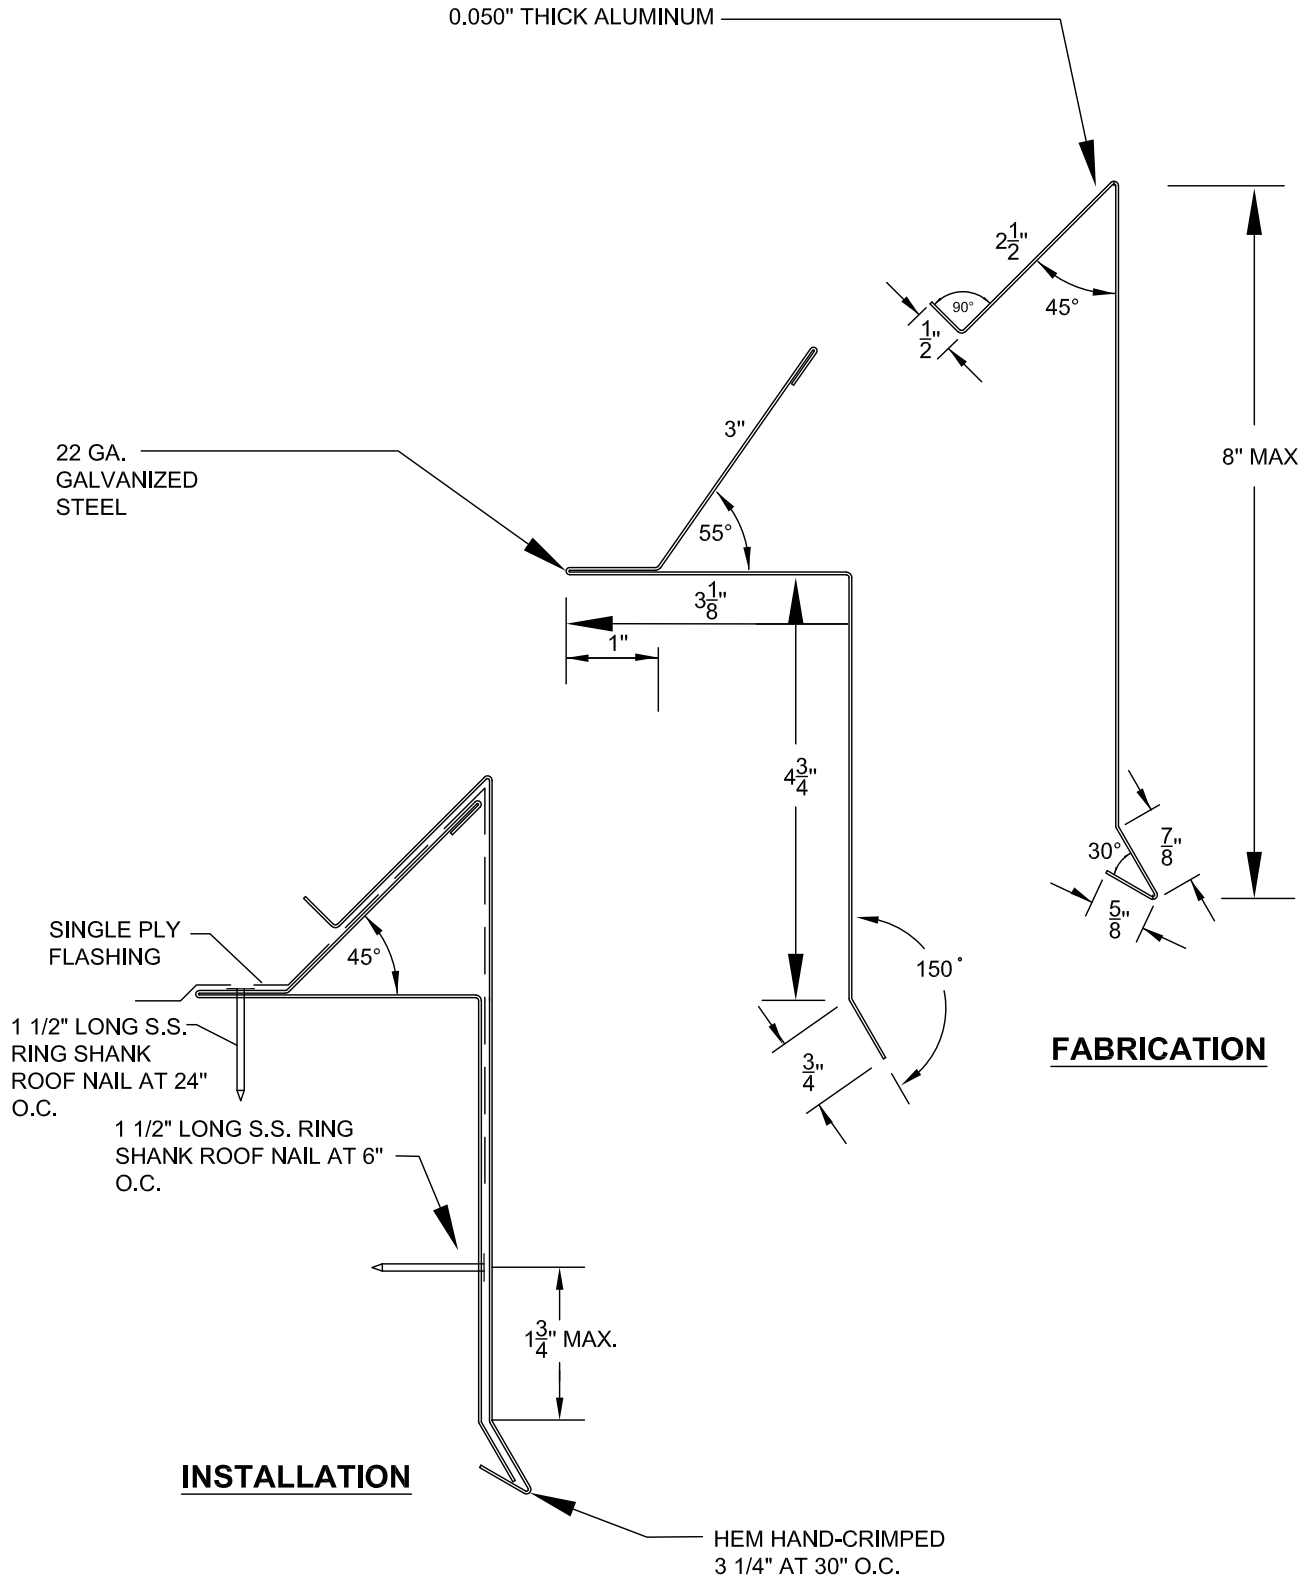 0.050" THICK ALUMINUM
2 1/2"
45°
90°
1/2"
8" MAX
3"
22 GA.
GALVANIZED
STEEL
55°
3 1/8"
1"
4 3/4"
30°
7/8"
5/8"
150°
3/4"
FABRICATION
SINGLE PLY
FLASHING
45°
1 1/2" LONG S.S.
RING SHANK
ROOF NAIL AT 24"
O.C.
1 1/2" LONG S.S. RING
SHANK ROOF NAIL AT 6"
O.C.
1 3/4" MAX.
INSTALLATION
HEM HAND-CRIMPED
3 1/4" AT 30" O.C.